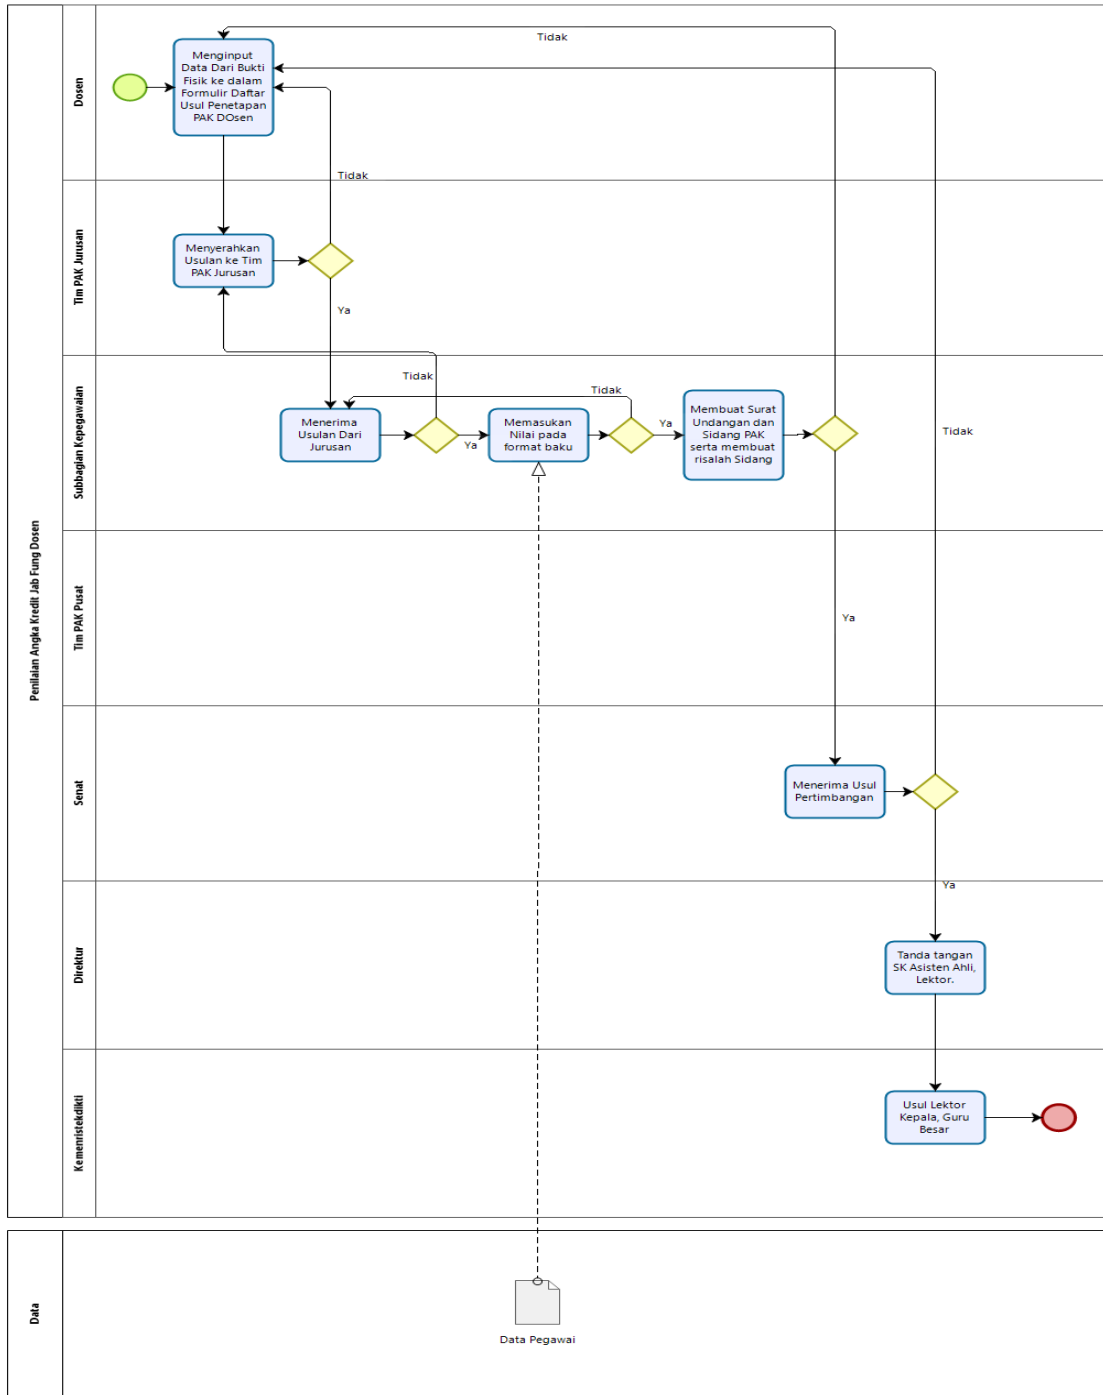 Penilaian Angka Kredit Jab Fung Dosen
Dosen
Menginput
Data Dari Bukti
Fisik ke dalam
Formulir Daftar
Usul Penetapan
PAK DOsen
Tidak
Tidak
Tim PAK Jurusan
Menyerahkan
Usulan ke Tim
PAK Jurusan
Ya
Subbagian Kepegawaian
Menerima
Usulan Dari
Jurusan
Tidak
Ya
Memasukan
Nilai pada
format baku
Tidak
Ya
Membuat Surat
Undangan dan
Sidang PAK
serta membuat
risalah Sidang
Tidak
Tim PAK Pusat
Ya
Senat
Menerima Usul
Pertimbangan
Ya
Direktur
Tanda tangan
SK Asisten Ahli,
Lektor.
Kemenristekdikti
Usul Lektor
Kepala, Guru
Besar
Data
Data Pegawai